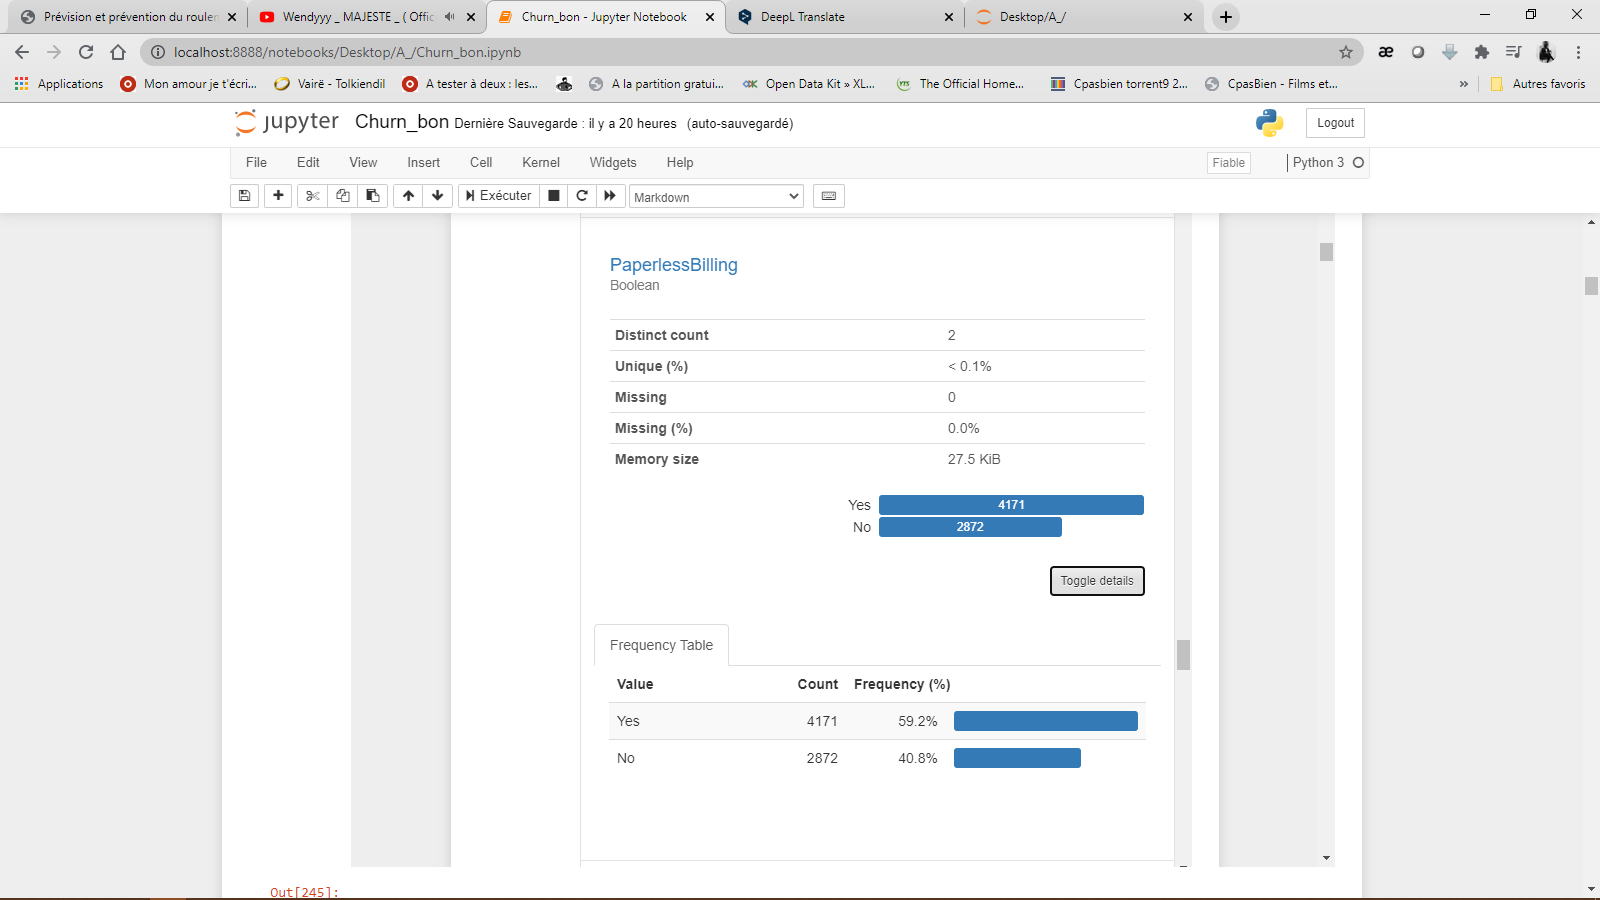 Prévision et prévention du rouler
Wendyyy _ MAJESTE _ ( Offic
Churn_bon - Jupyter Notebook
DeepL Translate
Desktop/A_/
localhost:8888/notebooks/Desktop/A_/Churn_bon.ipynb
Applications
Mon amour je t'écri...
Vairë - Tolkiendil
A tester à deux : les...
A la partition gratui...
Open Data Kit » XL...
The Official Home...
Cpasbien torrent9 2...
CpasBien - Films et...
»
Autres favoris
jupyter Churn_bon Dernière Sauvegarde : il y a 20 heures (auto-sauvegardé)
Logout
File Edit View Insert Cell Kernel Widgets Help
Fiable
Python 3
Exécuter
Markdown
PaperlessBilling
Boolean
Distinct count 2
Unique (%) < 0.1%
Missing 0
Missing (%) 0.0%
Memory size 27.5 KiB
Yes 4171
No 2872
Toggle details
Frequency Table
Value Count Frequency (%)
Yes 4171 59.2%
No 2872 40.8%
Out[245]: